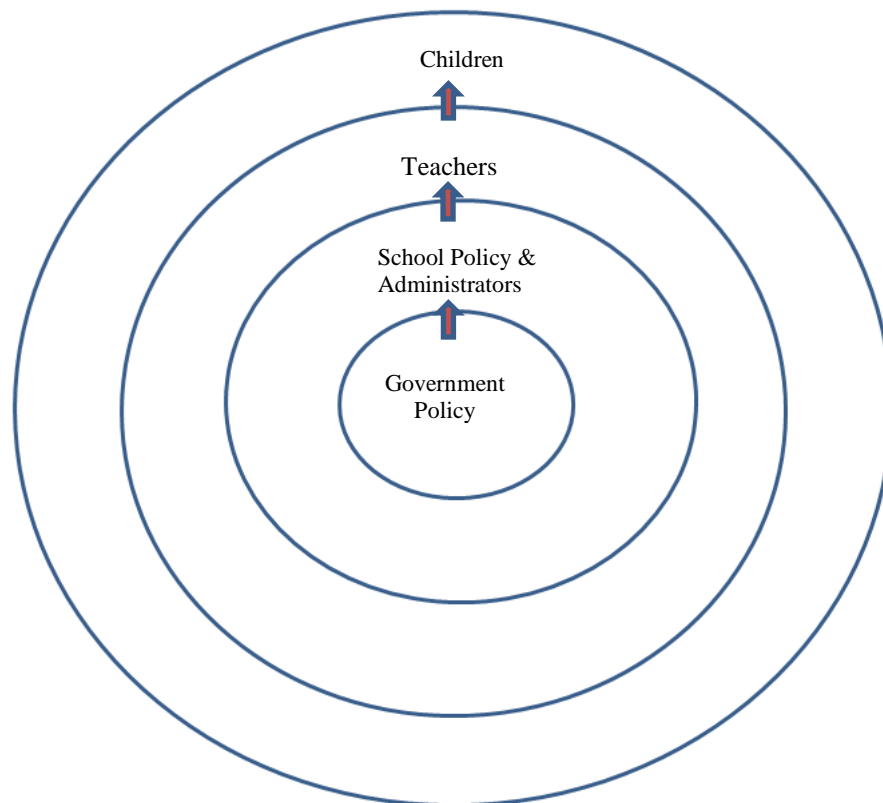 Children
Teachers
School Policy &
Administrators
Government
Policy